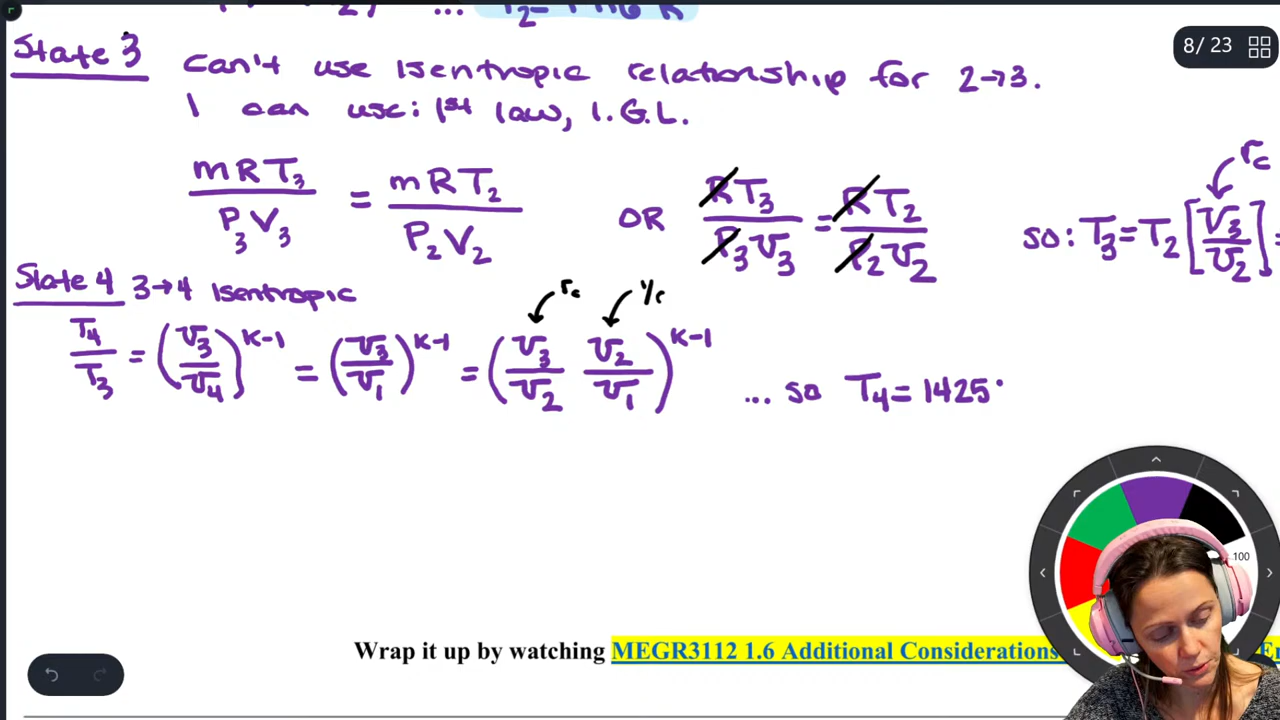 ... T2=
8/ 23
State 3
can't use isentropic relationship for 2→3.
I can use: 1st law, I.G.L.
mRT3/P3V3 = mRT2/P2V2 OR RT3/P3v3 = RT2/P2v2 so: T3=T2[v3/v2]=
rc
State 4 3→4 Isentropic
rc 1/r
T4/T3 = (v3/v4)^k-1 = (v3/v1)^k-1 = (v3/v2 v2/v1)^k-1 ... so T4=1425
100
Wrap it up by watching MEGR3112 1.6 Additional Considerations